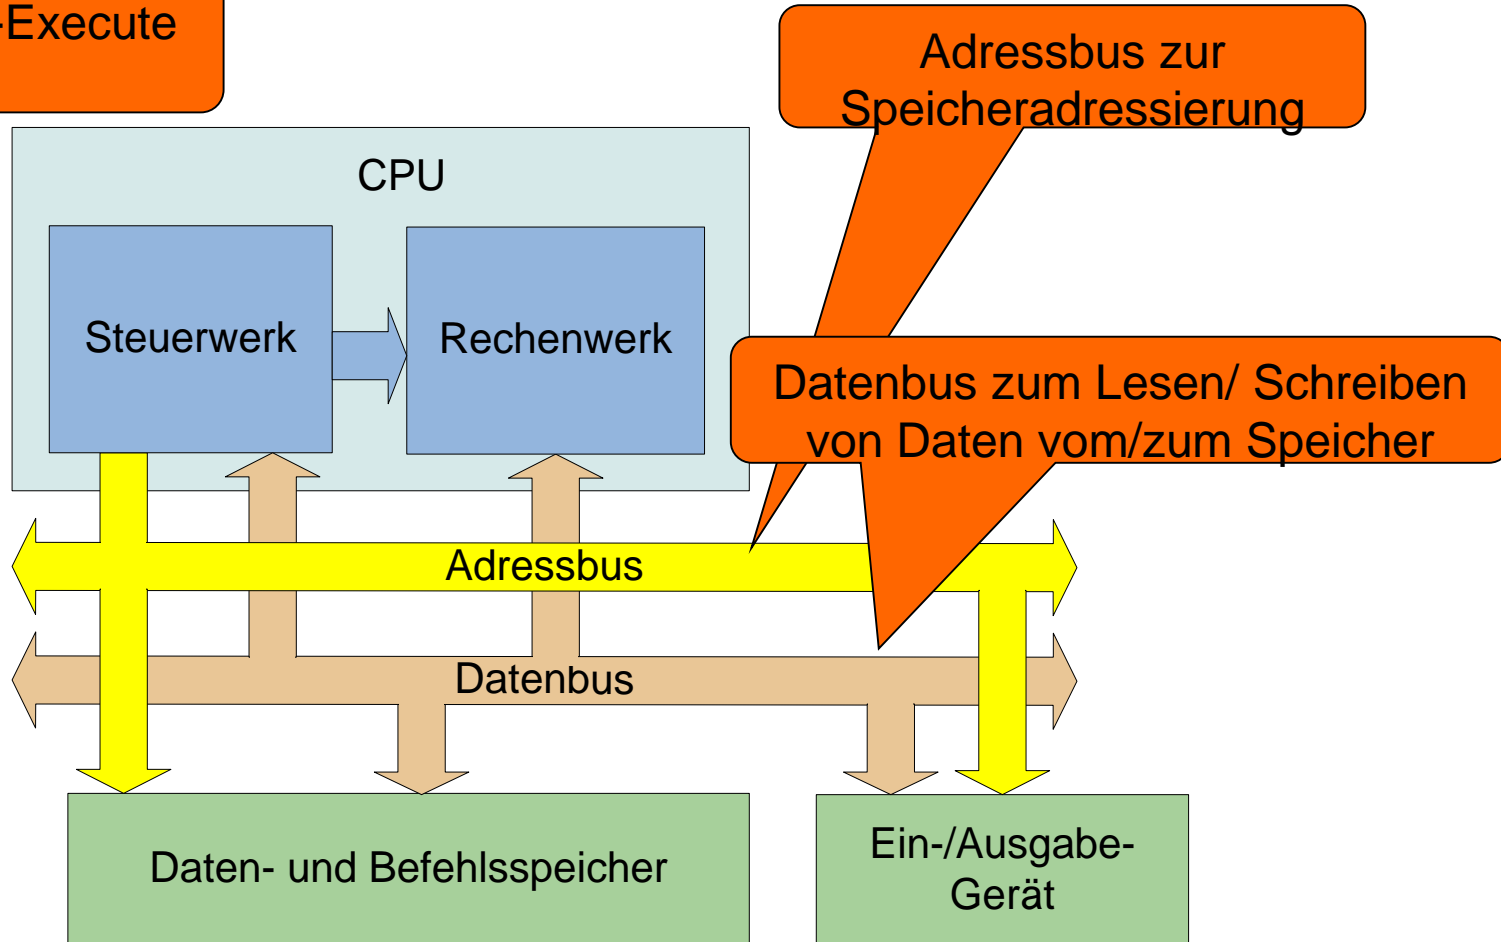 -Execute
Adressbus zur
Speicheradressierung
CPU
Steuerwerk
Rechenwerk
Datenbus zum Lesen/ Schreiben
von Daten vom/zum Speicher
Adressbus
Datenbus
Daten- und Befehlsspeicher
Ein-/Ausgabe-
Gerät